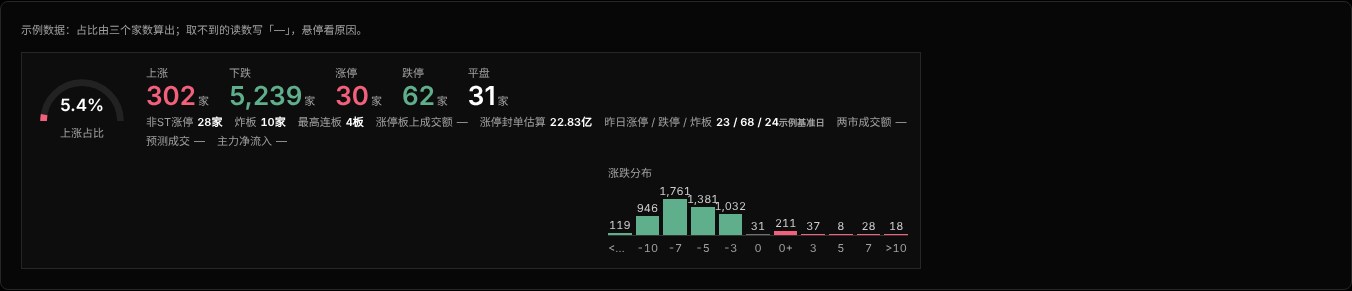 示例数据：占比由三个家数算出；取不到的读数写「—」，悬停看原因。
5.4%
上涨占比
上涨 下跌 涨停 跌停 平盘
302家 5,239家 30家 62家 31家
非ST涨停 28家 炸板 10家 最高连板 4板 涨停板上成交额 — 涨停封单估算 22.83亿 昨日涨停 / 跌停 / 炸板 23 / 68 / 24示例基准日 两市成交额 —
预测成交 — 主力净流入 —
涨跌分布
119 946 1,761 1,381 1,032 31 211 37 8 28 18
<... -10 -7 -5 -3 0 0+ 3 5 7 >10